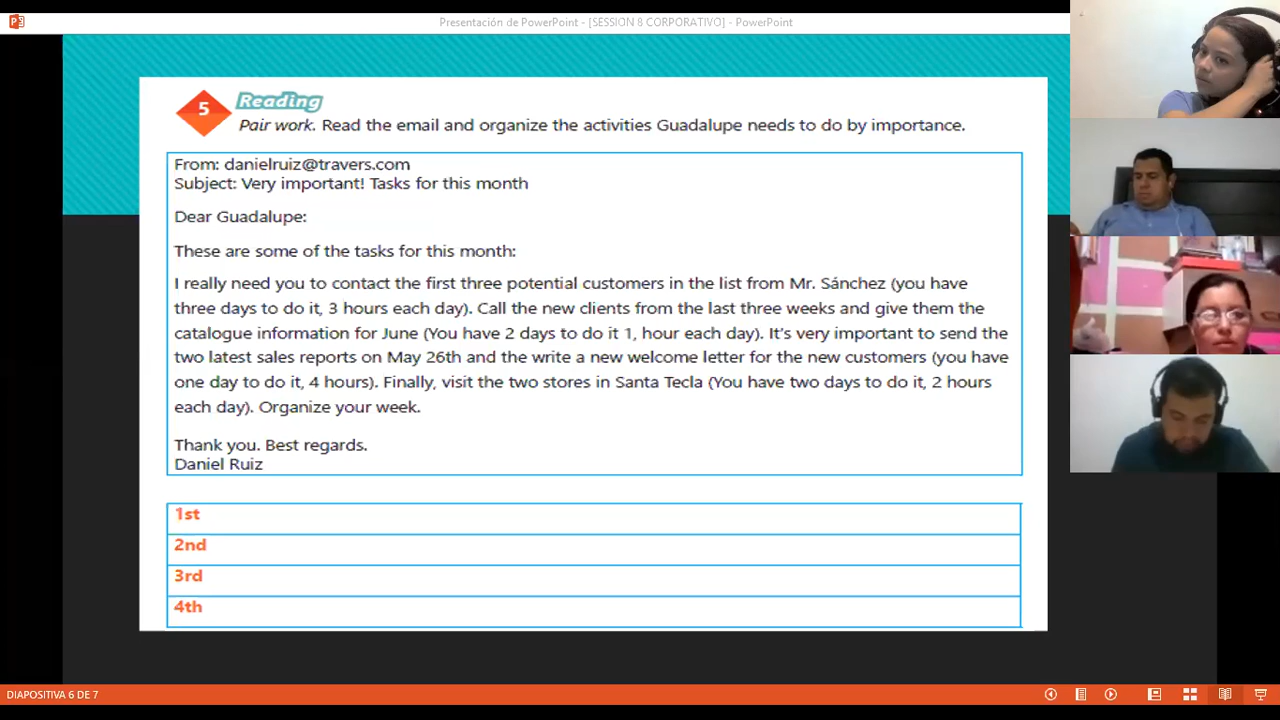 Presentación de PowerPoint - [SESSION 8 CORPORATIVO] - PowerPoint
5
Reading
Pair work. Read the email and organize the activities Guadalupe needs to do by importance.
From: danielruiz@travers.com
Subject: Very important! Tasks for this month
Dear Guadalupe:
These are some of the tasks for this month:
I really need you to contact the first three potential customers in the list from Mr. Sánchez (you have
three days to do it, 3 hours each day). Call the new clients from the last three weeks and give them the
catalogue information for June (You have 2 days to do it 1, hour each day). It's very important to send the
two latest sales reports on May 26th and the write a new welcome letter for the new customers (you have
one day to do it, 4 hours). Finally, visit the two stores in Santa Tecla (You have two days to do it, 2 hours
each day). Organize your week.
Thank you. Best regards.
Daniel Ruiz
1st
2nd
3rd
4th
DIAPOSITIVA 6 DE 7